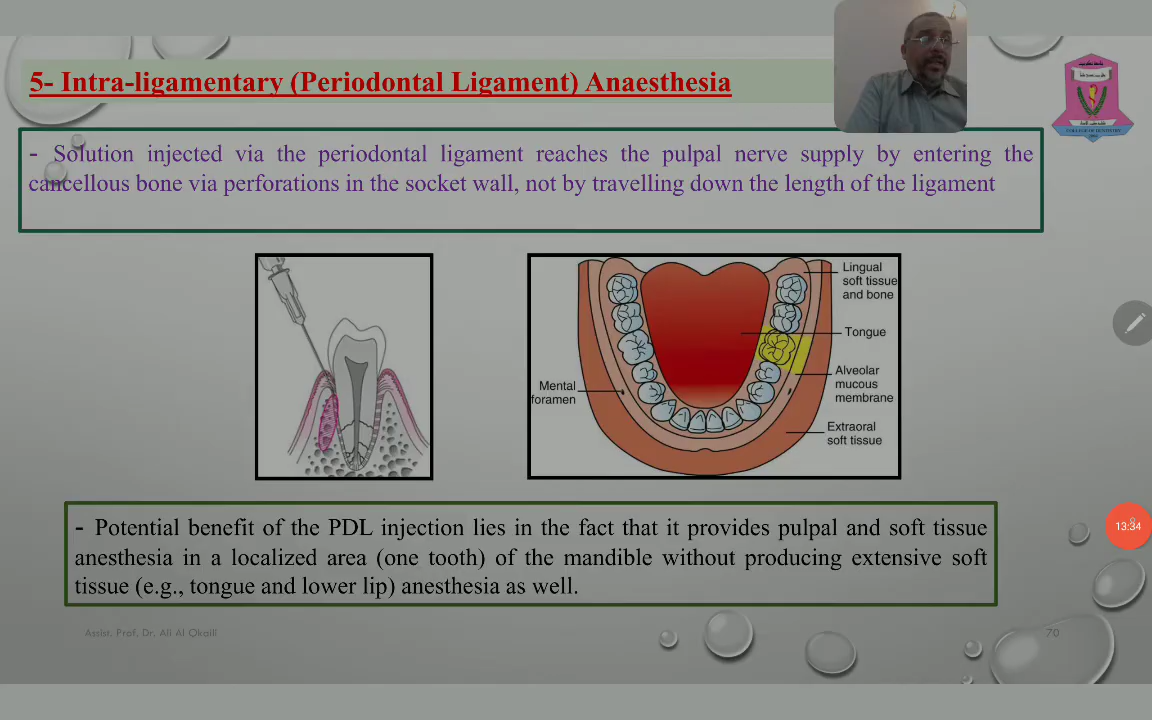 5- Intra-ligamentary (Periodontal Ligament) Anaesthesia
- Solution injected via the periodontal ligament reaches the pulpal nerve supply by entering the
cancellous bone via perforations in the socket wall, not by travelling down the length of the ligament
Lingual
soft tissue
and bone
Tongue
Alveolar
mucous
membrane
Extraoral
soft tissue
Mental
foramen
- Potential benefit of the PDL injection lies in the fact that it provides pulpal and soft tissue
anesthesia in a localized area (one tooth) of the mandible without producing extensive soft
tissue (e.g., tongue and lower lip) anesthesia as well.
Assist. Prof. Dr. Ali Al Qkaili
70
13:34
COLLEGE OF DENTISTRY